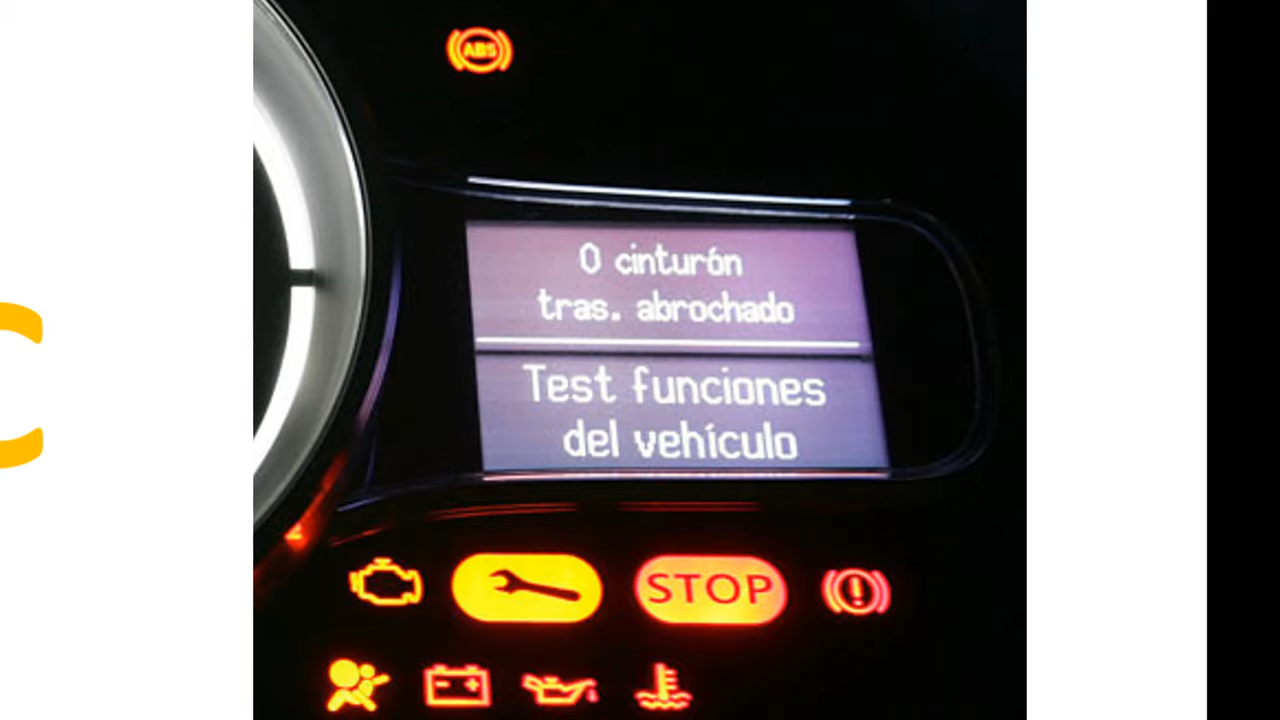 ABS
0 cinturón
tras. abrochado
Test funciones
del vehículo
STOP